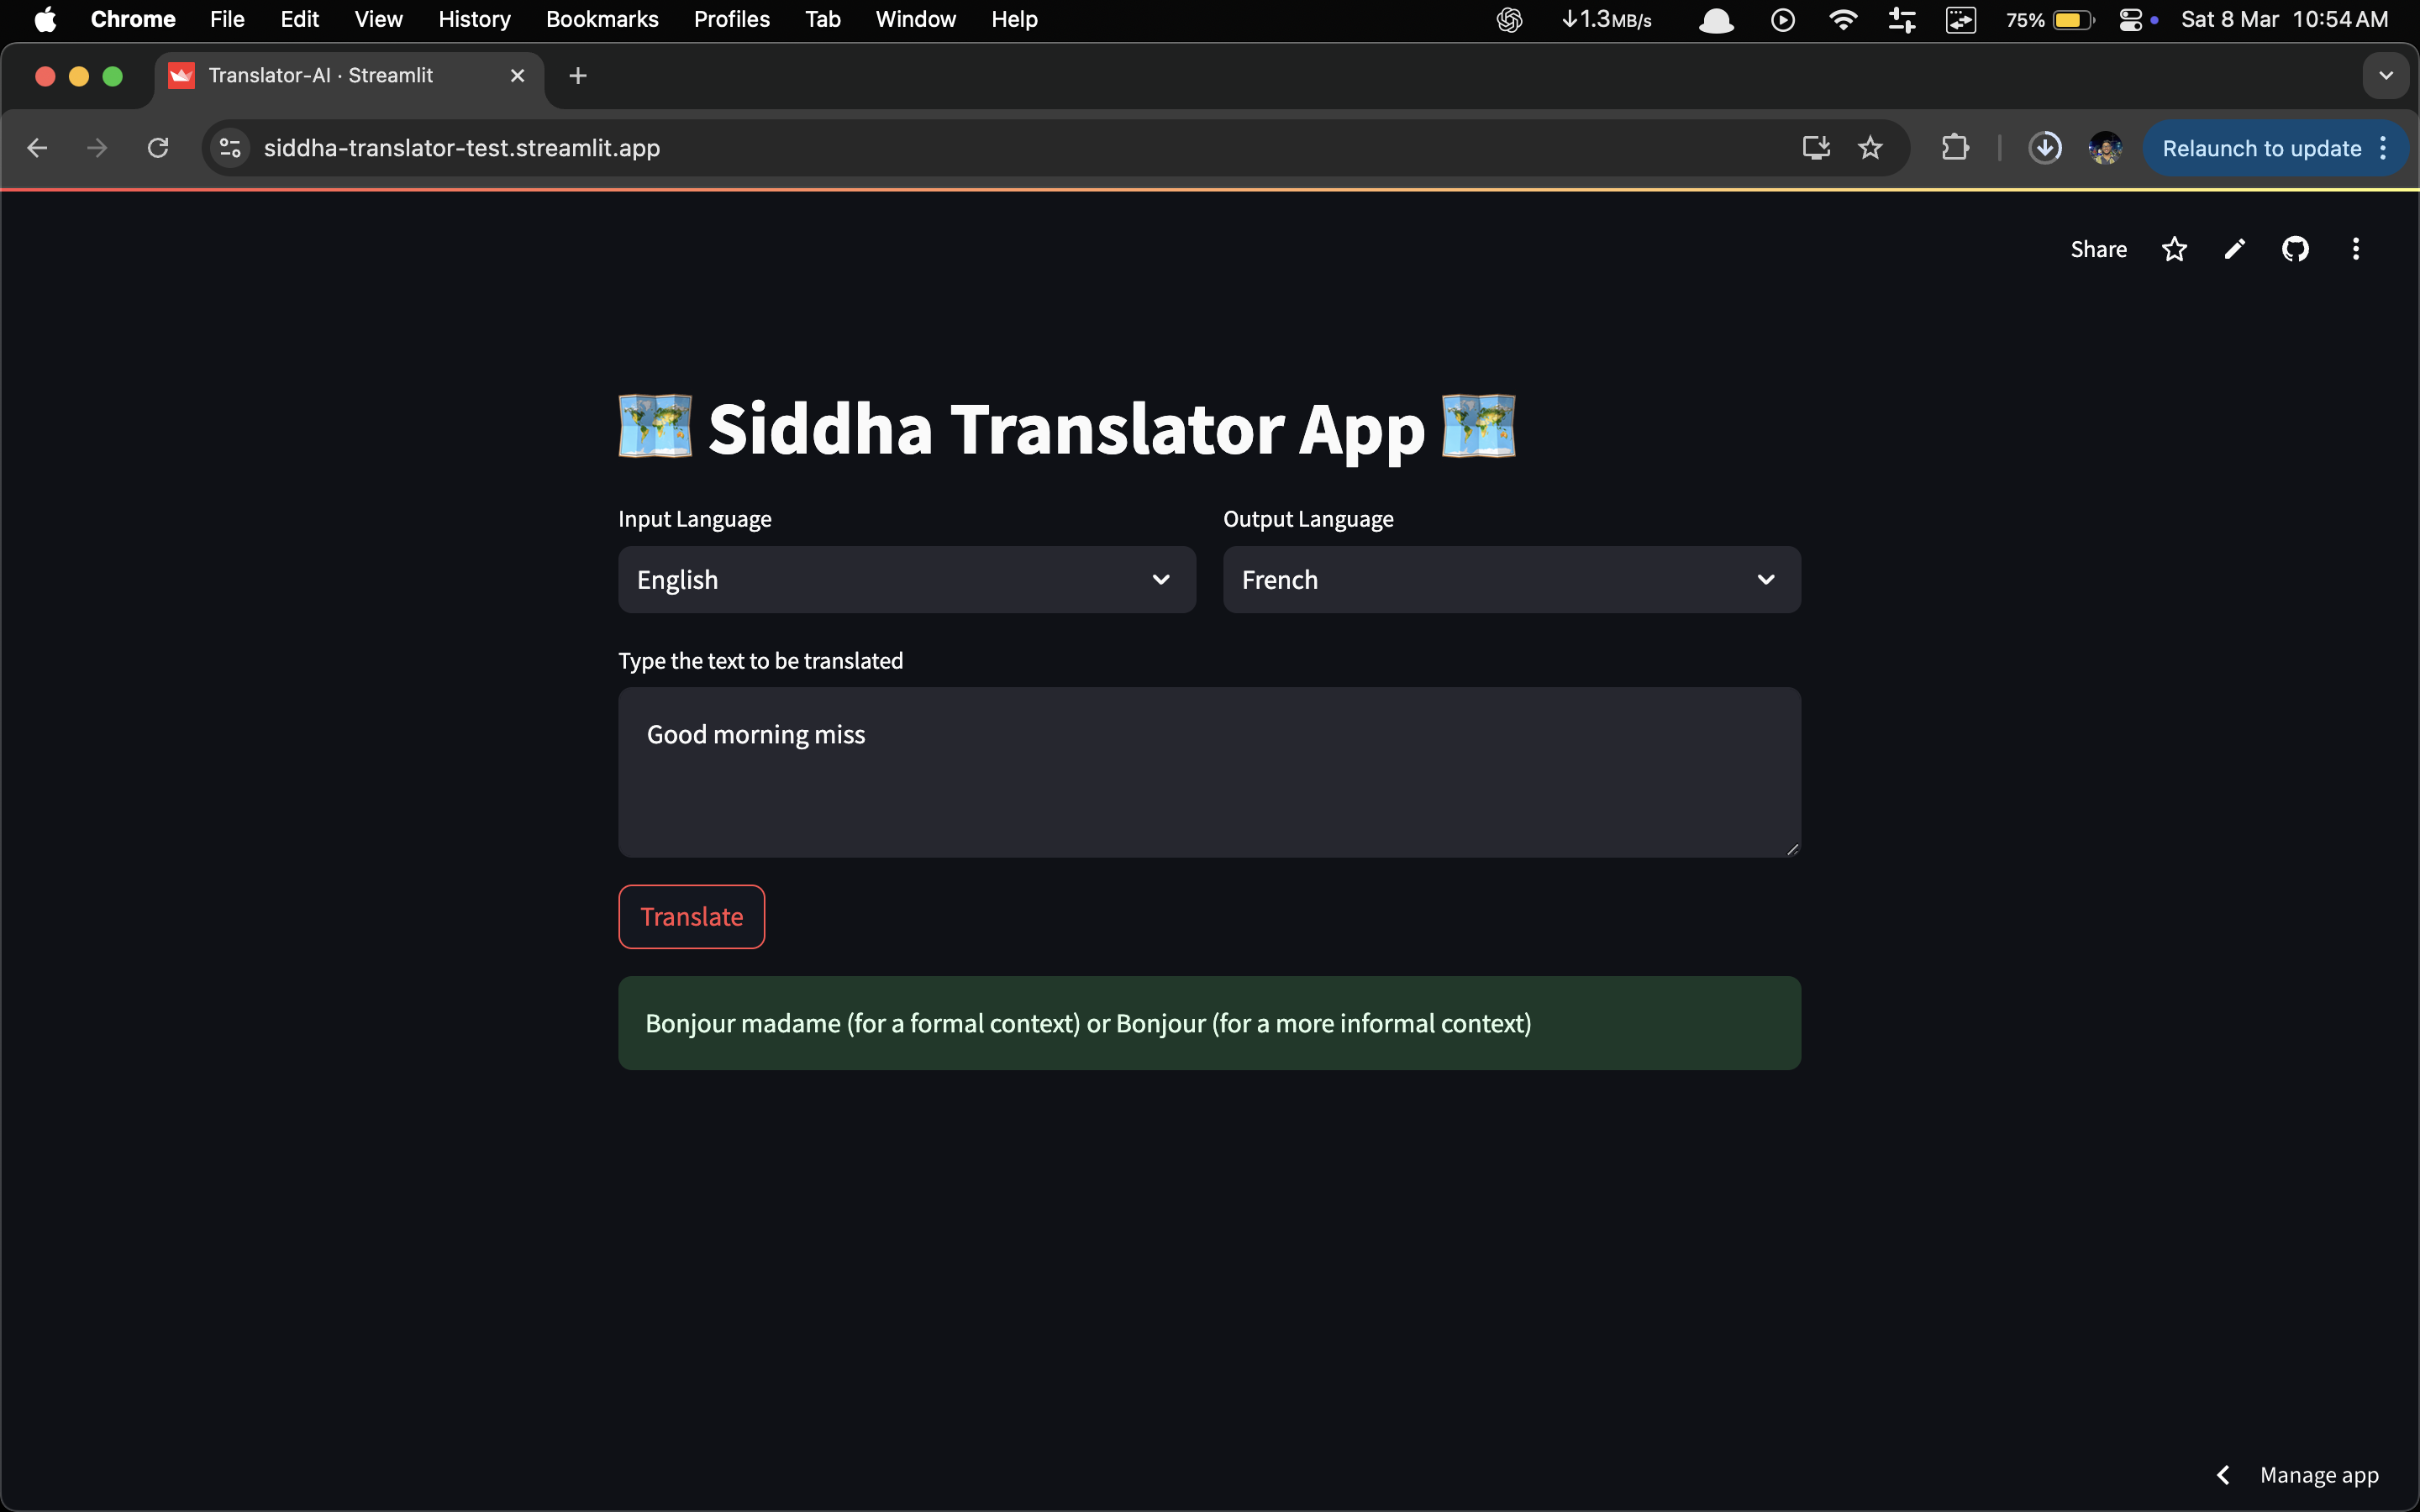 Chrome File Edit View History Bookmarks Profiles Tab Window Help ↓1.3MB/s 75% Sat 8 Mar 10:54 AM
Translator-AI · Streamlit
siddha-translator-test.streamlit.app Relaunch to update
Share
Siddha Translator App
Input Language Output Language
English French
Type the text to be translated
Good morning miss
Translate
Bonjour madame (for a formal context) or Bonjour (for a more informal context)
Manage app